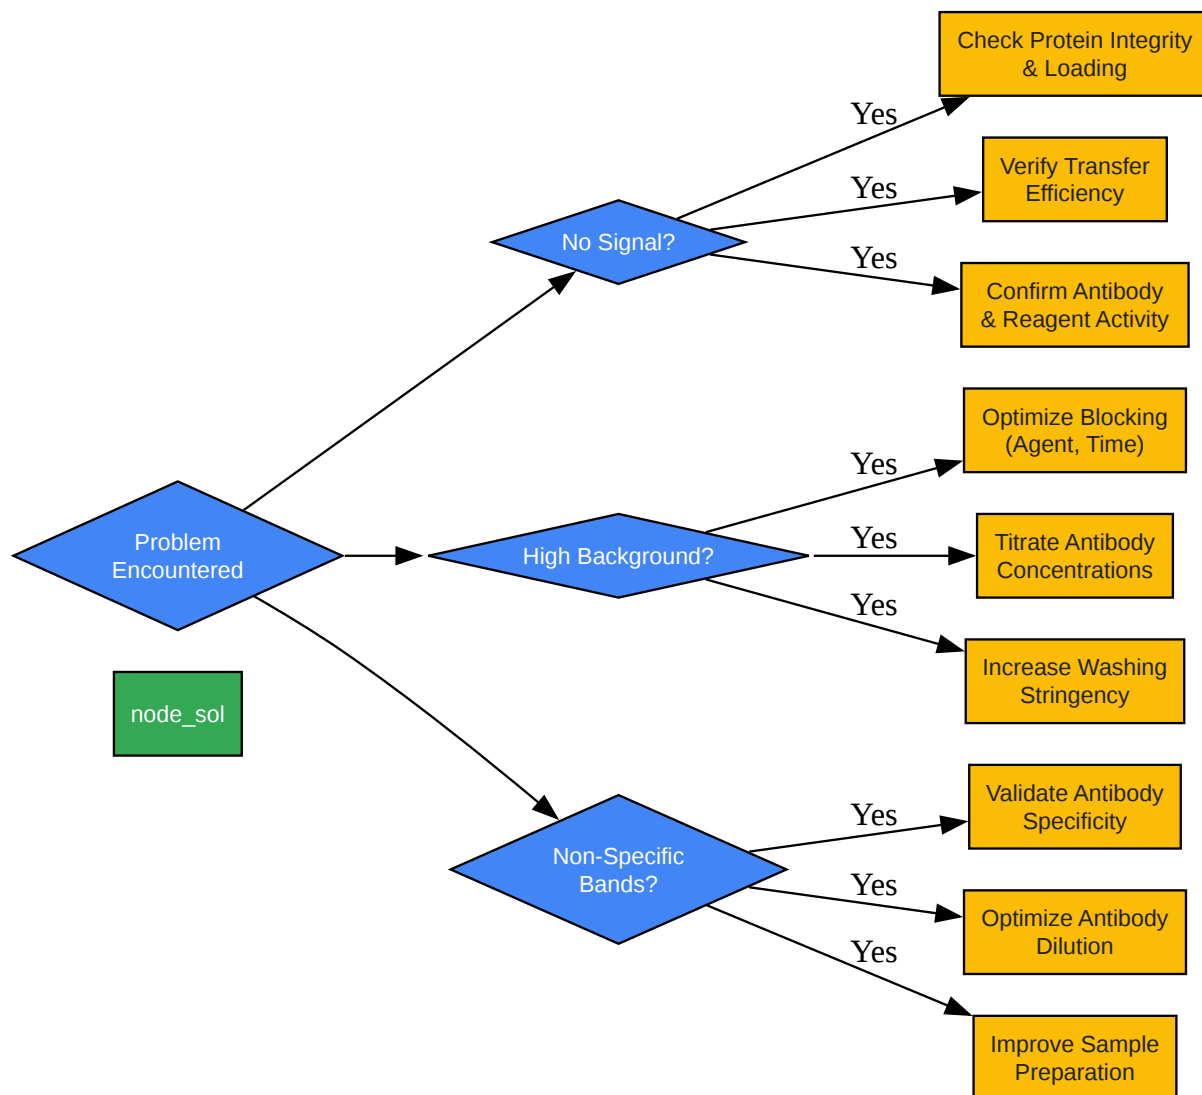 Check Protein Integrity
& Loading
Yes
Verify Transfer
Efficiency
Yes
No Signal?
Yes
Confirm Antibody
& Reagent Activity
Optimize Blocking
(Agent, Time)
Yes
Problem
Encountered
High Background?
Yes
Titrate Antibody
Concentrations
Yes
Increase Washing
Stringency
node_sol
Validate Antibody
Specificity
Yes
Non-Specific
Bands?
Yes
Optimize Antibody
Dilution
Yes
Improve Sample
Preparation